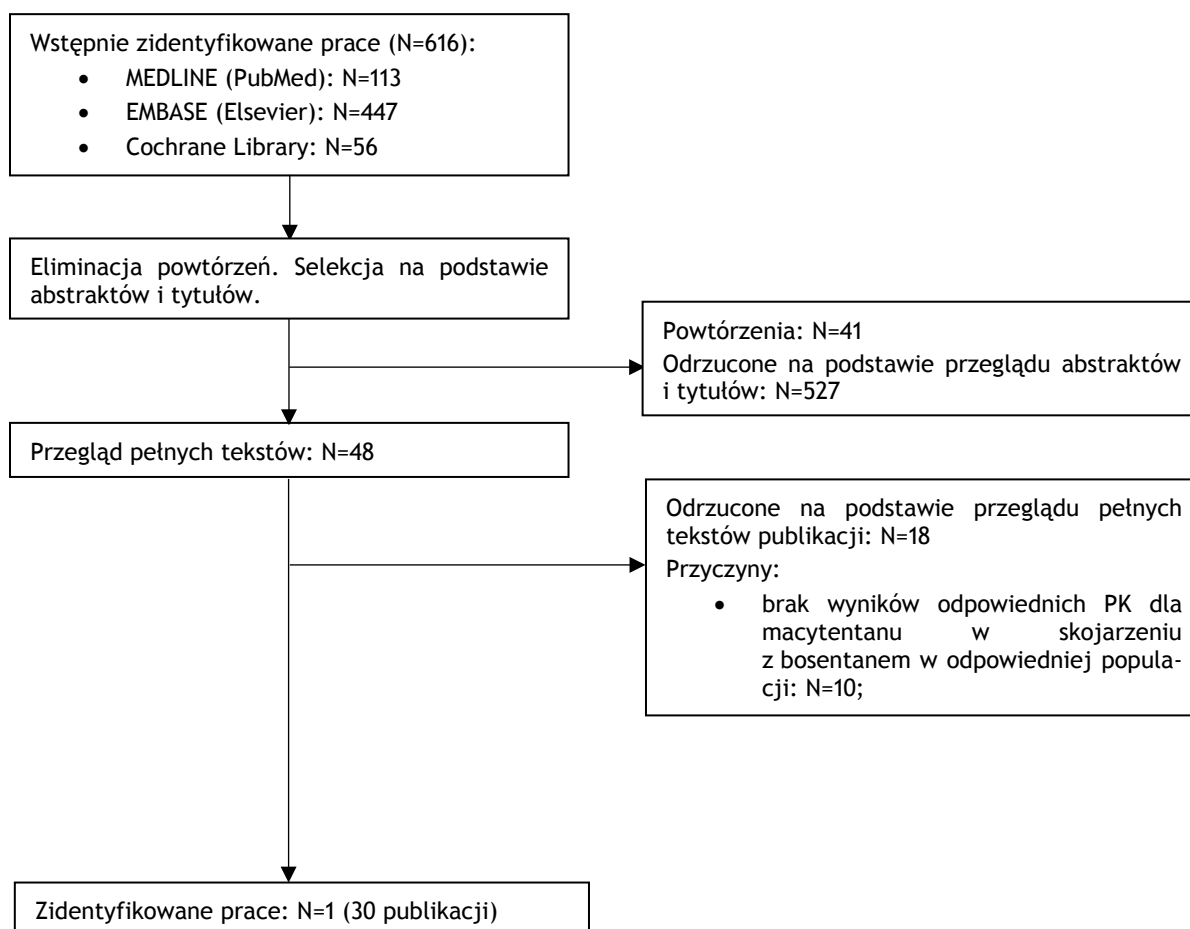 Wstępnie zidentyfikowane prace (N=616):
• MEDLINE (PubMed): N=113
• EMBASE (Elsevier): N=447
• Cochrane Library: N=56
Eliminacja powtórzeń. Selekcja na podstawie
abstraktów i tytułów.
Powtórzenia: N=41
Odrzucone na podstawie przeglądu abstraktów
i tytułów: N=527
Przegląd pełnych tekstów: N=48
Odrzucone na podstawie przeglądu pełnych
tekstów publikacji: N=18
Przyczyny:
• brak wyników odpowiednich PK dla
macytentanu w skojarzeniu
z bosentanem w odpowiedniej popula-
cji: N=10;
Zidentyfikowane prace: N=1 (30 publikacji)